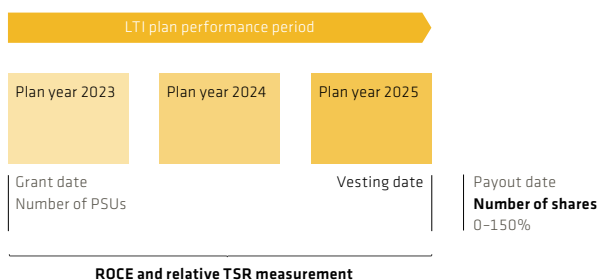 LTI plan performance period
Plan year 2023
Plan year 2024
Plan year 2025
Grant date
Number of PSUs
Vesting date
Payout date
Number of shares
0–150%
ROCE and relative TSR measurement